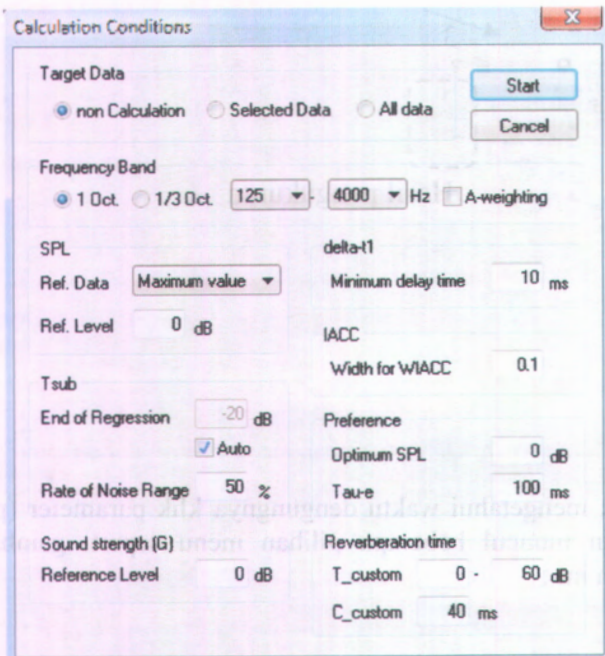 Calculation Conditions
Target Data
non Calculation Selected Data All data
Start
Cancel
Frequency Band
1 Oct. 1/3 Oct. 125 - 4000 Hz A-weighting
SPL
Ref. Data Maximum value
Ref. Level 0 dB
delta-t1
Minimum delay time 10 ms
IACC
Width for WIACC 0.1
Tsub
End of Regression -20 dB
Auto
Rate of Noise Range 50 %
Preference
Optimum SPL 0 dB
Tau-e 100 ms
Sound strength (G)
Reference Level 0 dB
Reverberation time
T_custom 0 - 60 dB
C_custom 40 ms